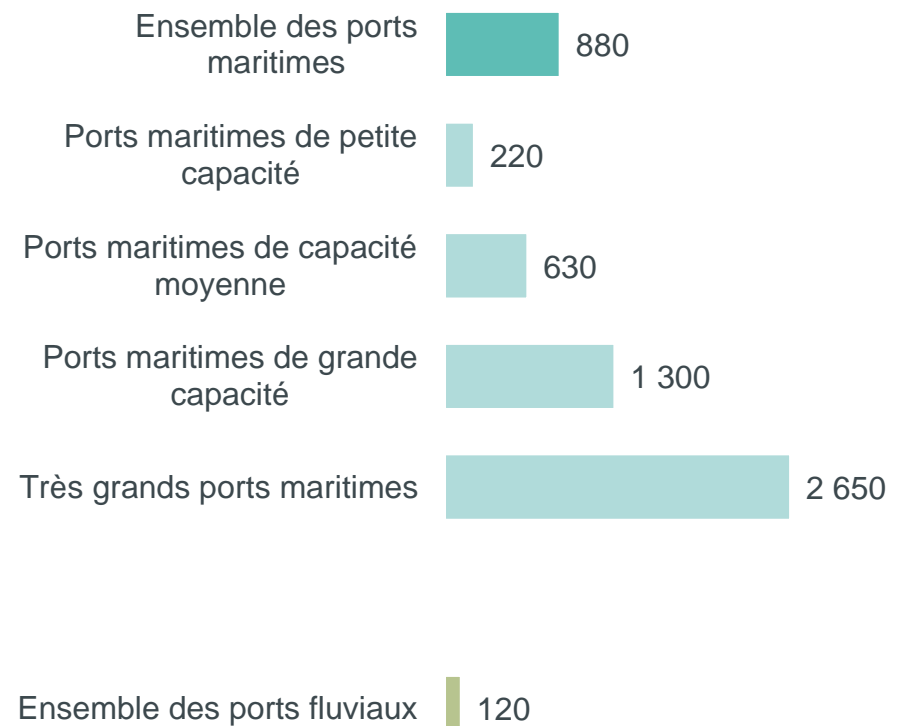 Ensemble des ports
maritimes
880
Ports maritimes de petite
capacité
220
Ports maritimes de capacité
moyenne
630
Ports maritimes de grande
capacité
1 300
Très grands ports maritimes
2 650
Ensemble des ports fluviaux
120